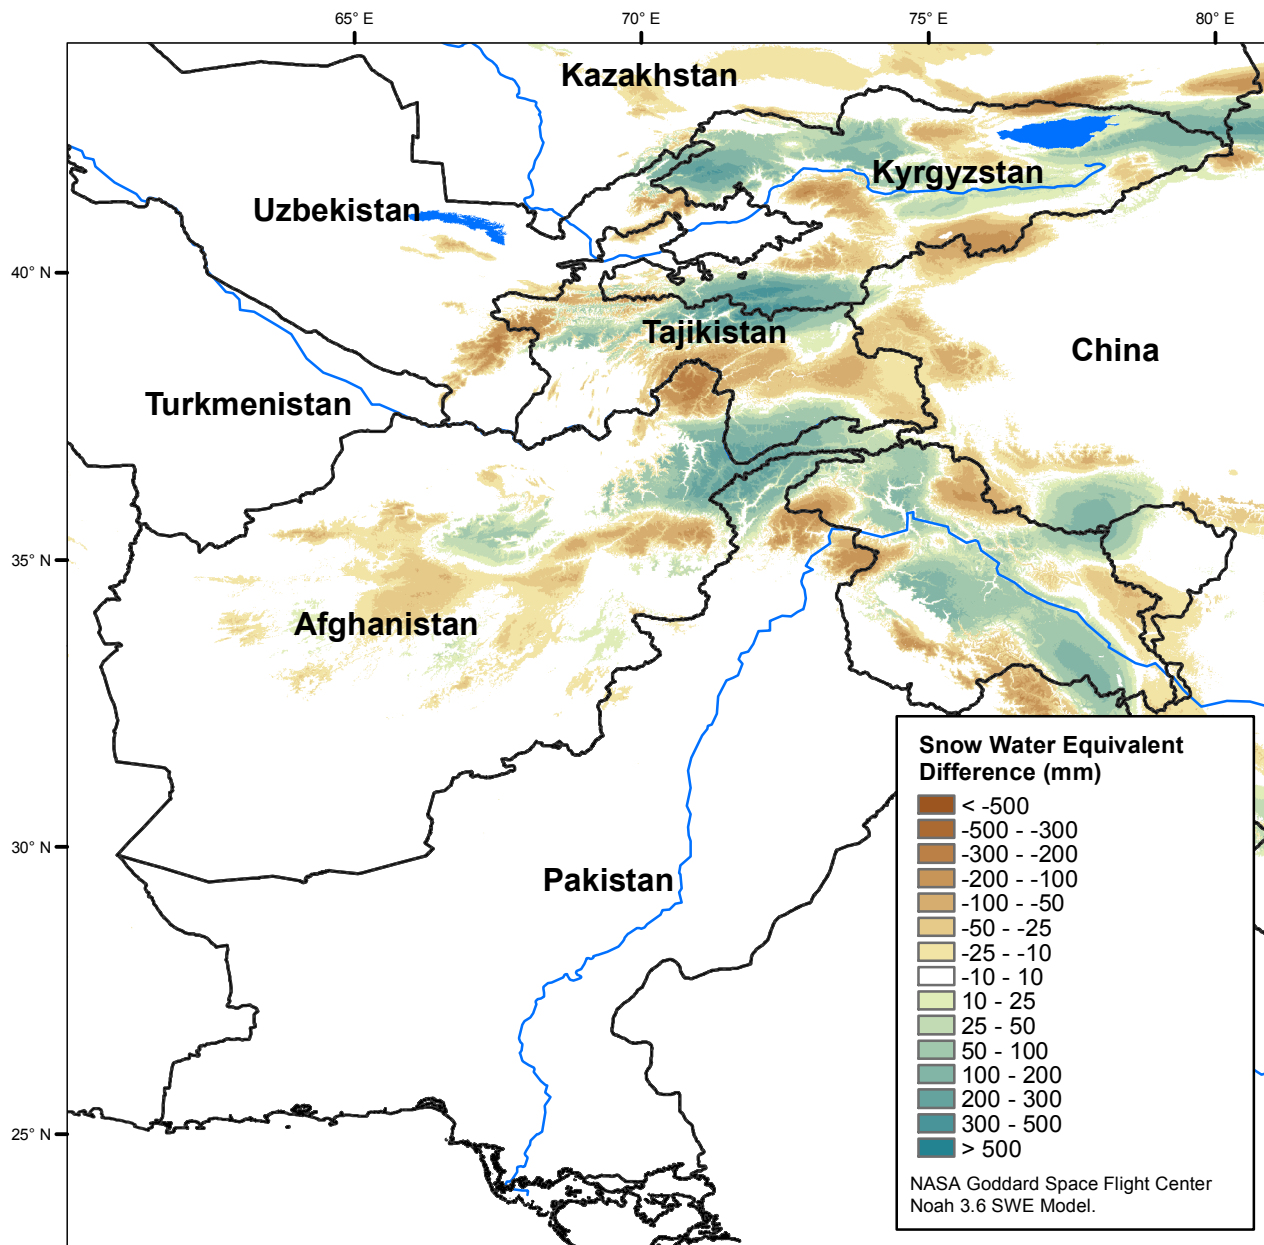 65° E 70° E 75° E 80° E
Kazakhstan
Kyrgyzstan
Uzbekistan
40° N
Tajikistan
China
Turkmenistan
35° N
Afghanistan
Snow Water Equivalent
Difference (mm)
< -500
-500 - -300
-300 - -200
-200 - -100
-100 - -50
-50 - -25
-25 - -10
-10 - 10
10 - 25
25 - 50
50 - 100
100 - 200
200 - 300
300 - 500
> 500
30° N
Pakistan
25° N
NASA Goddard Space Flight Center
Noah 3.6 SWE Model.